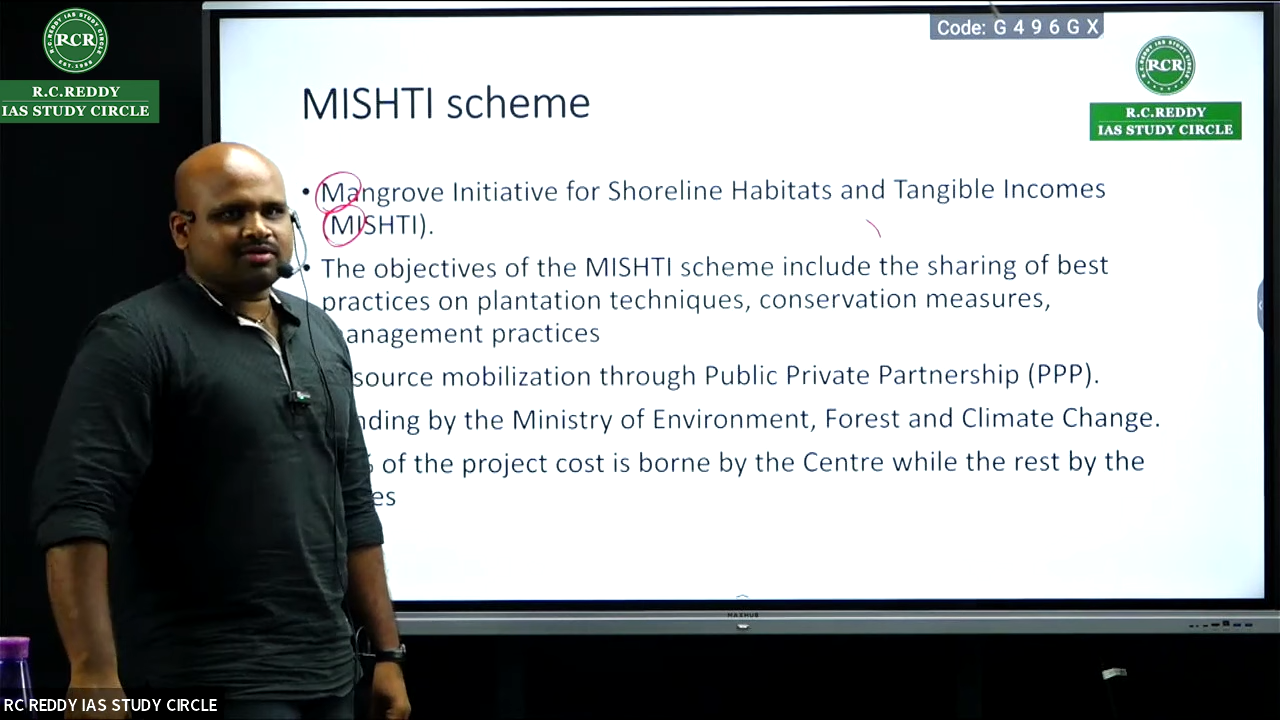 RCR
R.C.REDDY
IAS STUDY CIRCLE
Code: G 4 9 6 G X
RCR
R.C.REDDY
IAS STUDY CIRCLE
MISHTI scheme
• Mangrove Initiative for Shoreline Habitats and Tangible Incomes
(MISHTI).
• The objectives of the MISHTI scheme include the sharing of best
practices on plantation techniques, conservation measures,
anagement practices
source mobilization through Public Private Partnership (PPP).
nding by the Ministry of Environment, Forest and Climate Change.
% of the project cost is borne by the Centre while the rest by the
es
MAXHUB
RC REDDY IAS STUDY CIRCLE